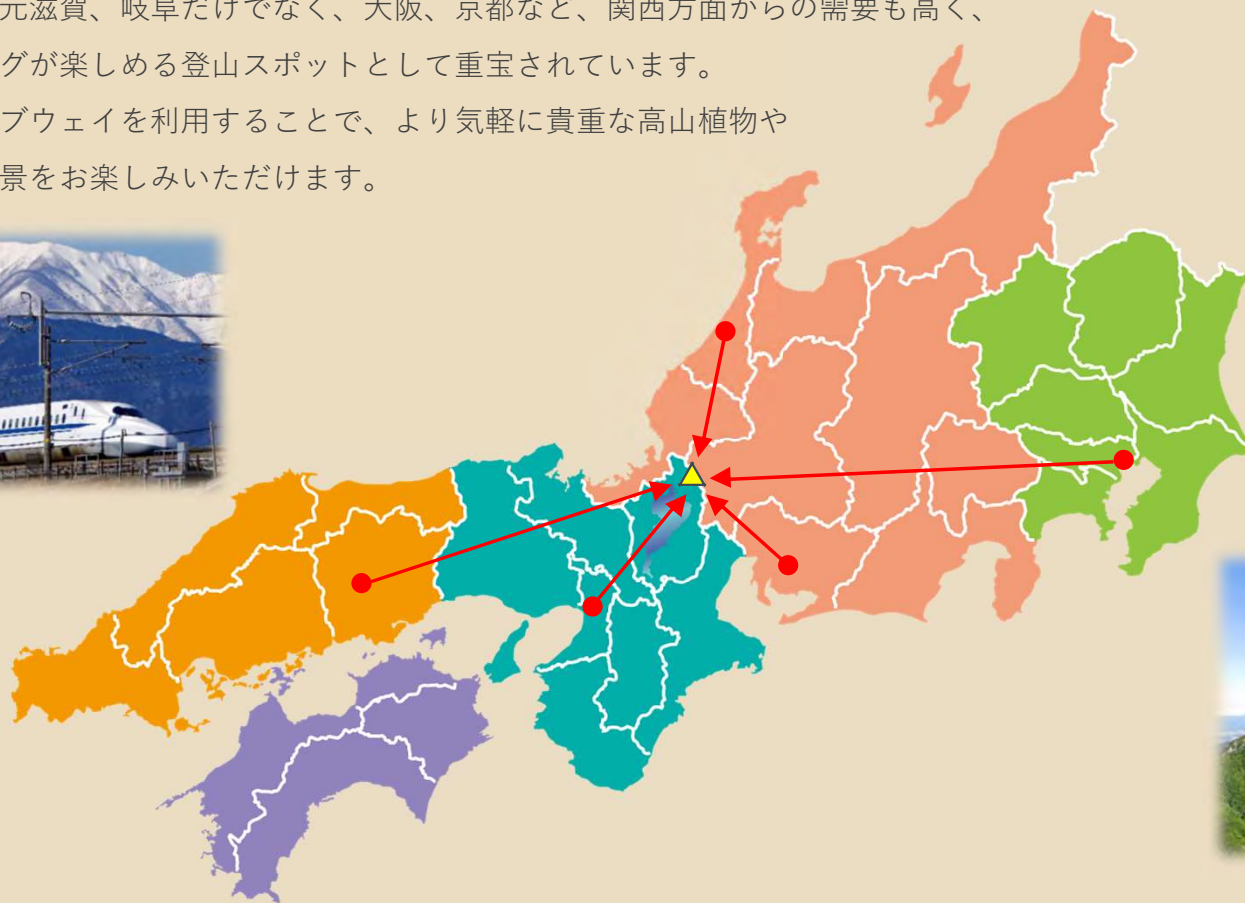 元滋賀、岐阜だけでなく、大阪、京都など、関西方面からの需要も高く、
グが楽しめる登山スポットとして重宝されています。
ブウェイを利用することで、より気軽に貴重な高山植物や
景をお楽しみいただけます。